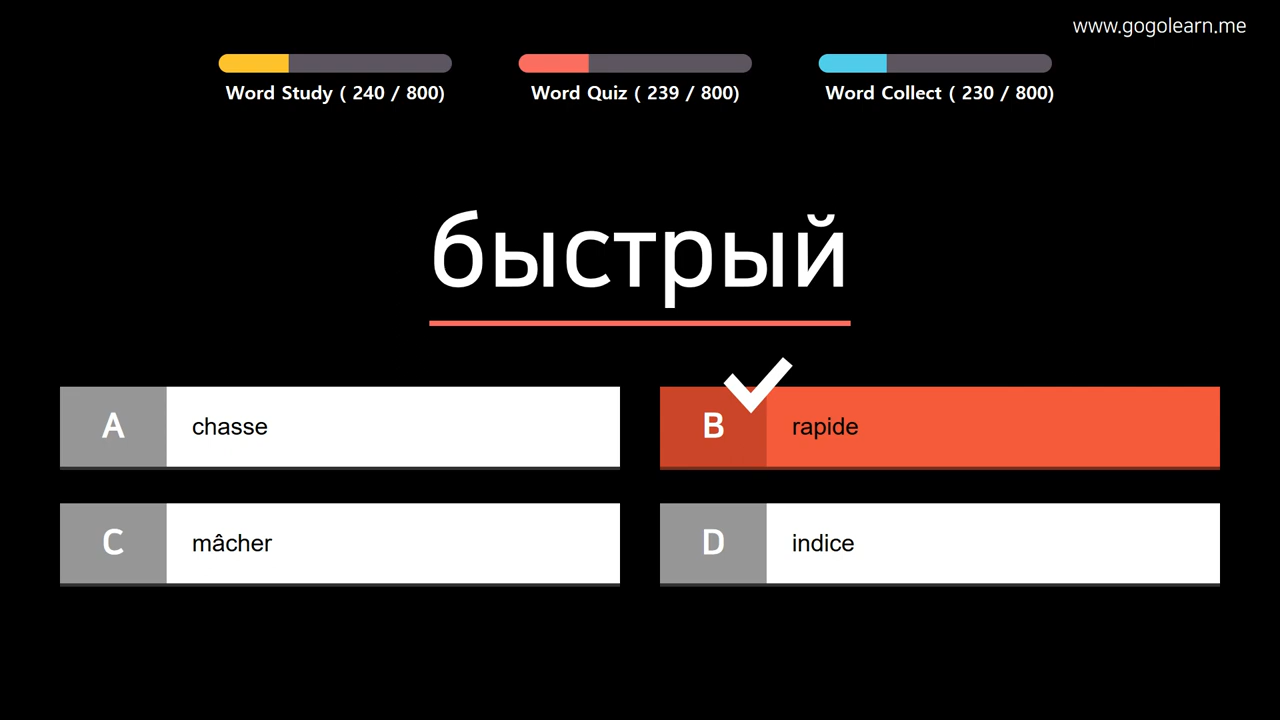 www.gogolearn.me
Word Study ( 240 / 800)
Word Quiz ( 239 / 800)
Word Collect ( 230 / 800)
быстрый
A chasse
B rapide
C mâcher
D indice